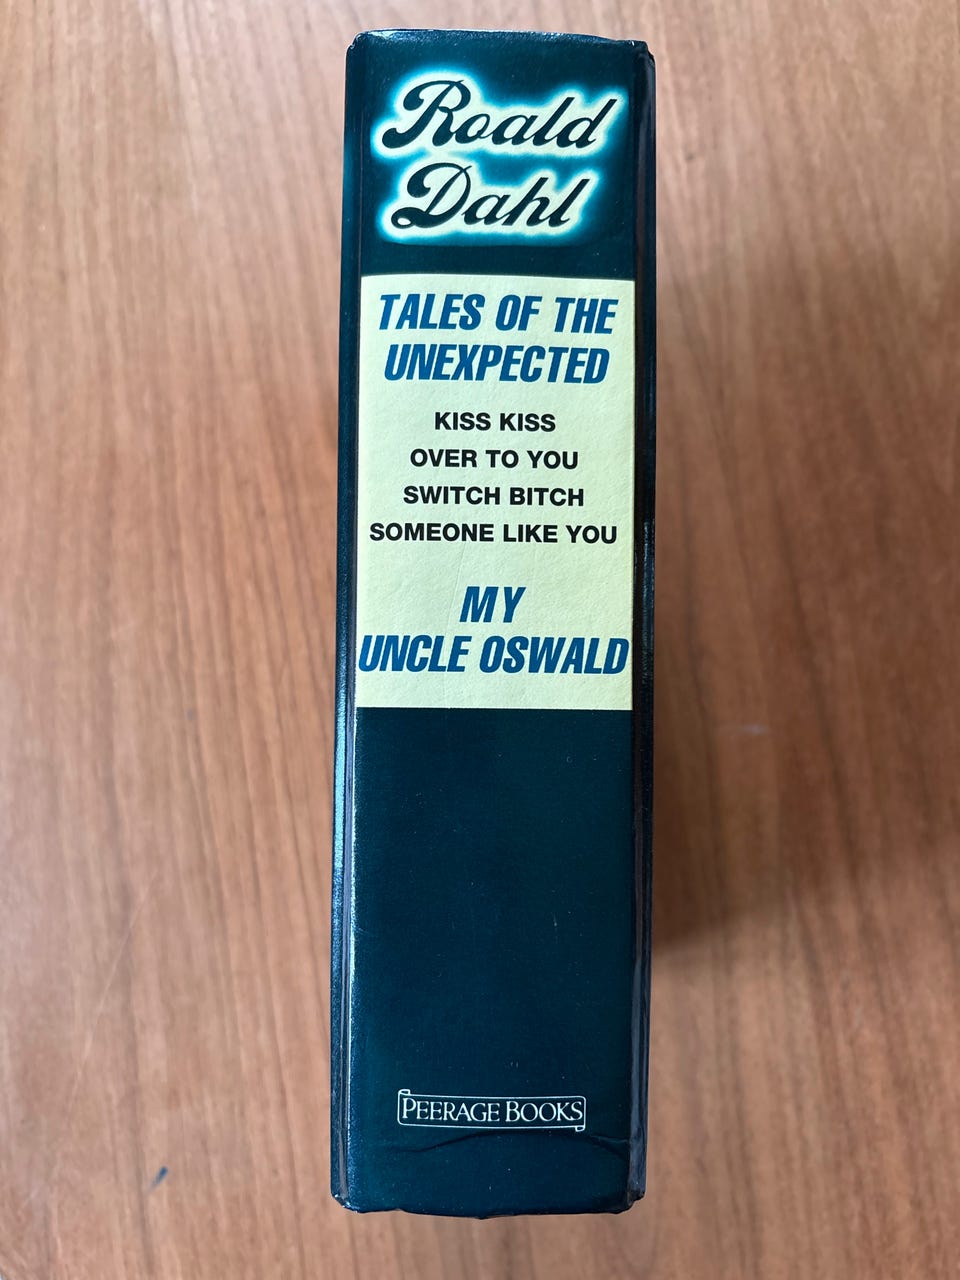 Roald
Dahl
TALES OF THE
UNEXPECTED
KISS KISS
OVER TO YOU
SWITCH BITCH
SOMEONE LIKE YOU
MY
UNCLE OSWALD
PEERAGE BOOKS